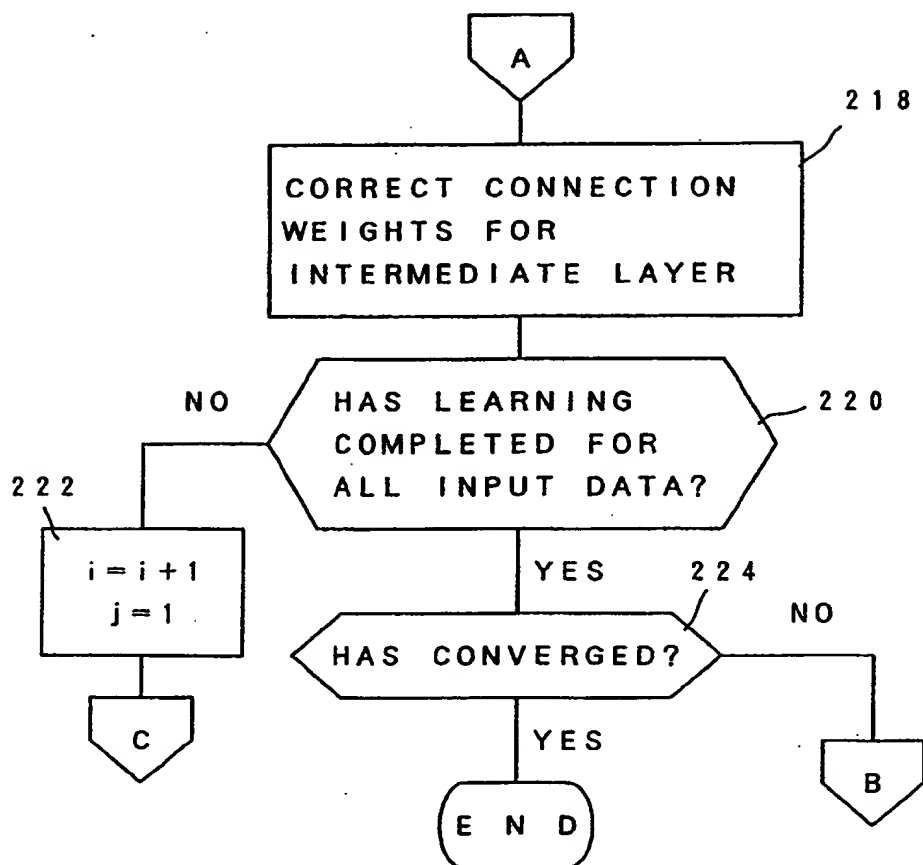 A
218
CORRECT CONNECTION
WEIGHTS FOR
INTERMEDIATE LAYER
NO
HAS LEARNING
COMPLETED FOR
ALL INPUT DATA?
220
222
i = i + 1
j = 1
YES
224
NO
HAS CONVERGED?
C
YES
B
END